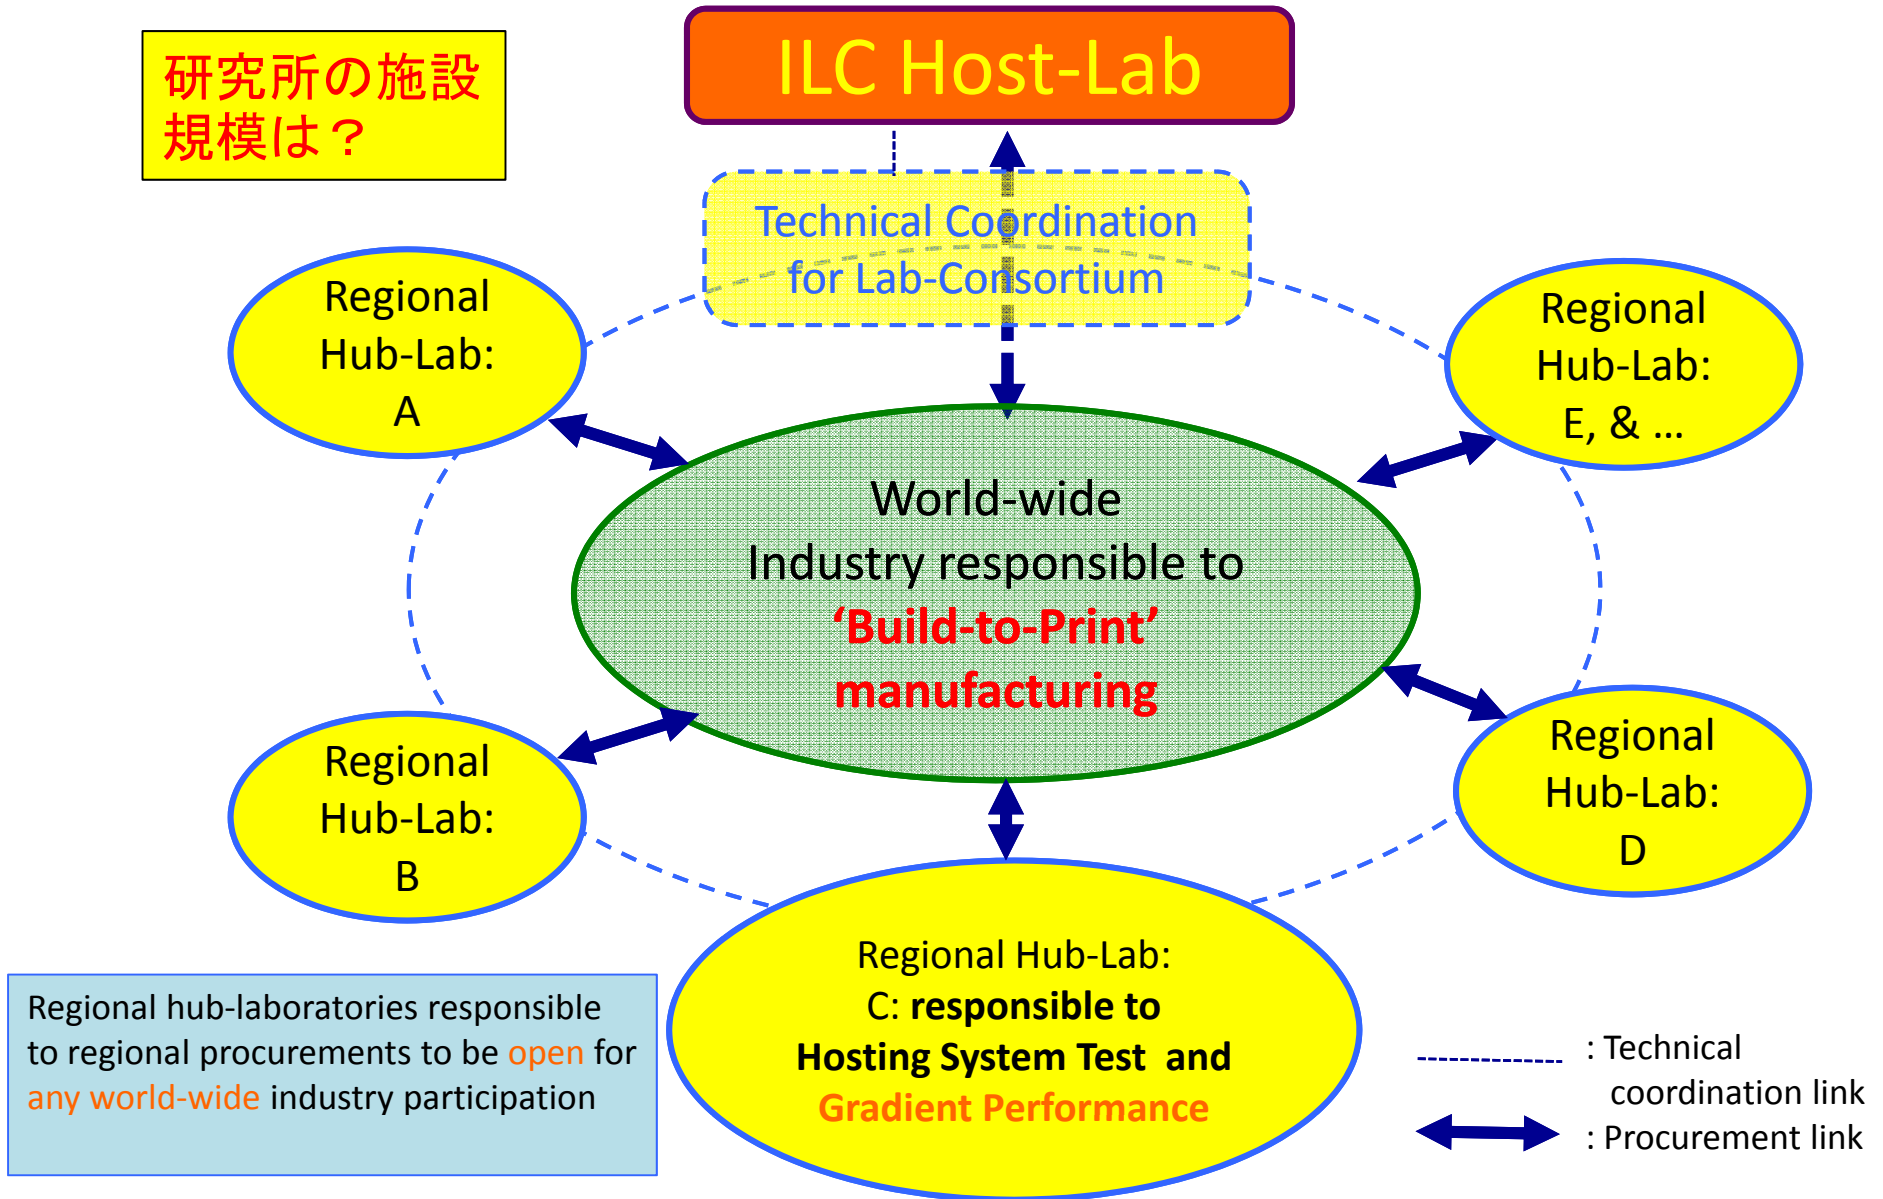 研究所の施設
規模は？
ILC Host-Lab
Technical Coordination
for Lab-Consortium
Regional
Hub-Lab:
A
Regional
Hub-Lab:
E, & …
World-wide
Industry responsible to
‘Build-to-Print’
manufacturing
Regional
Hub-Lab:
B
Regional
Hub-Lab:
D
Regional Hub-Lab:
C: responsible to
Hosting System Test and
Gradient Performance
Regional hub-laboratories responsible
to regional procurements to be open for
any world-wide industry participation
: Technical
coordination link
: Procurement link